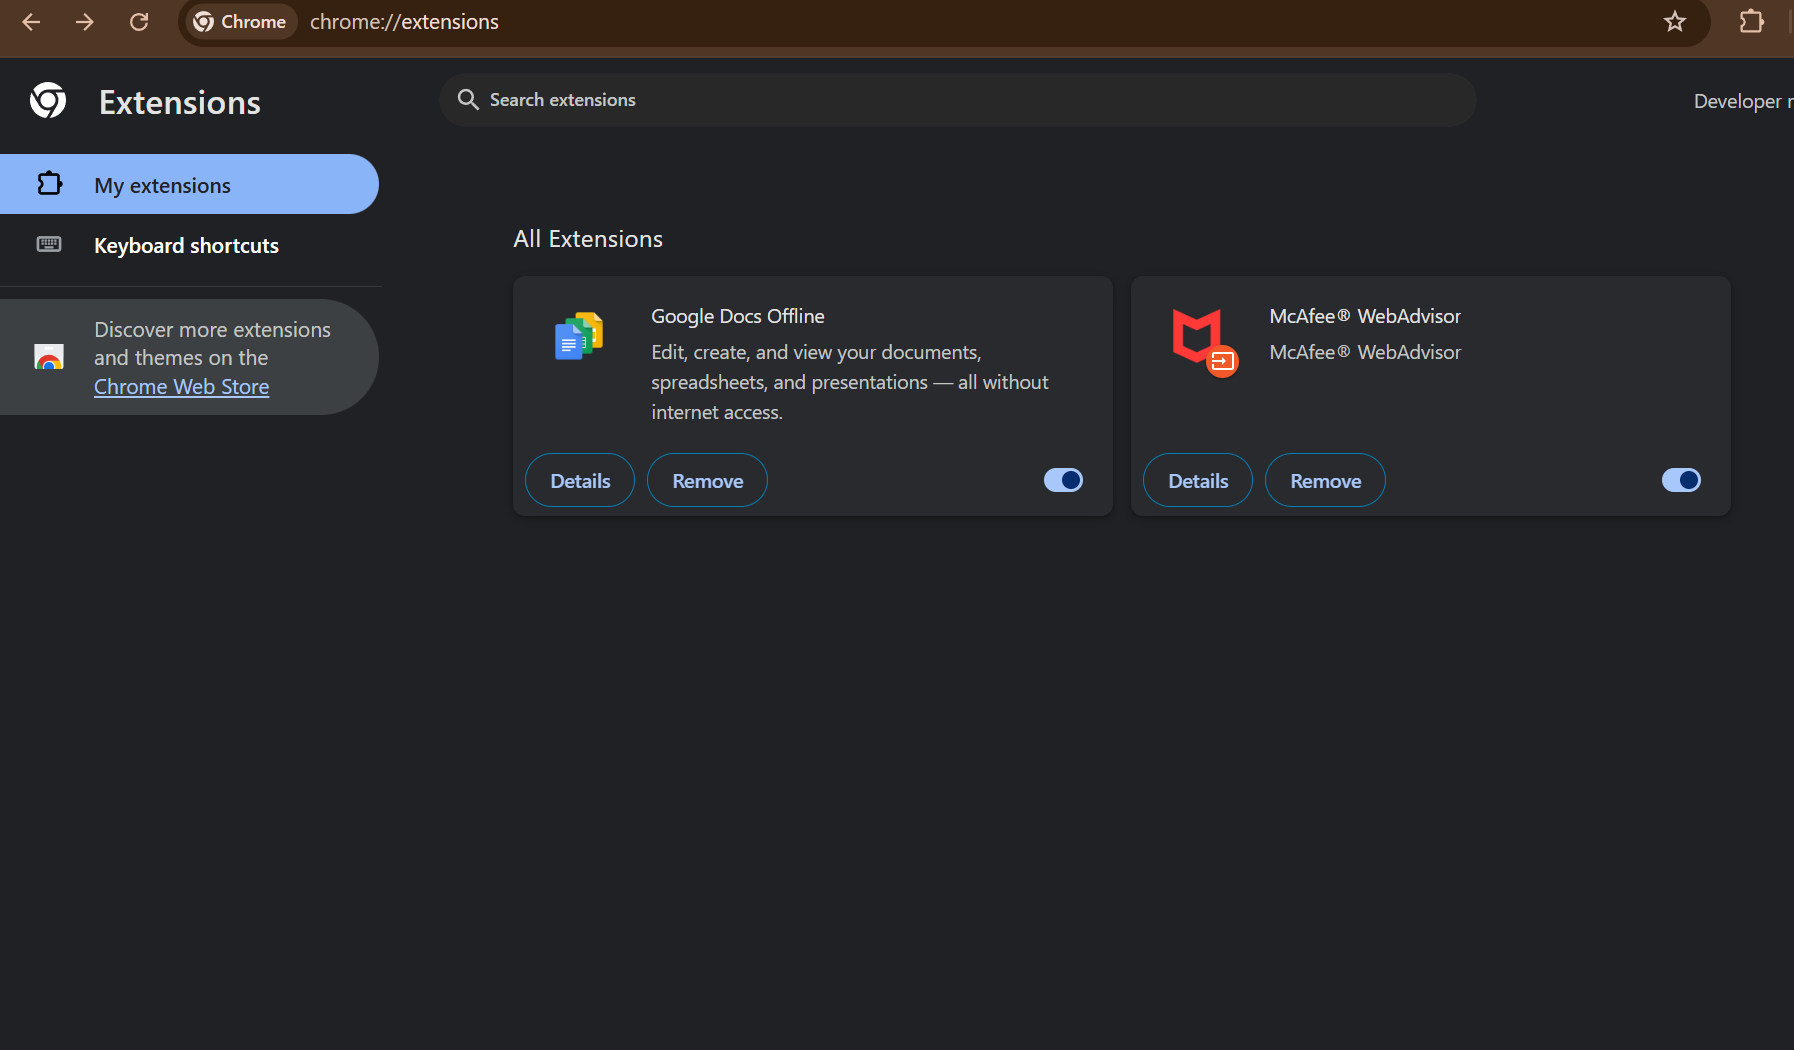 Chrome
chrome://extensions
Extensions
Search extensions
Developer
My extensions
Keyboard shortcuts
Discover more extensions
and themes on the
Chrome Web Store
All Extensions
Google Docs Offline
Edit, create, and view your documents,
spreadsheets, and presentations — all without
internet access.
Details
Remove
McAfee® WebAdvisor
McAfee® WebAdvisor
Details
Remove